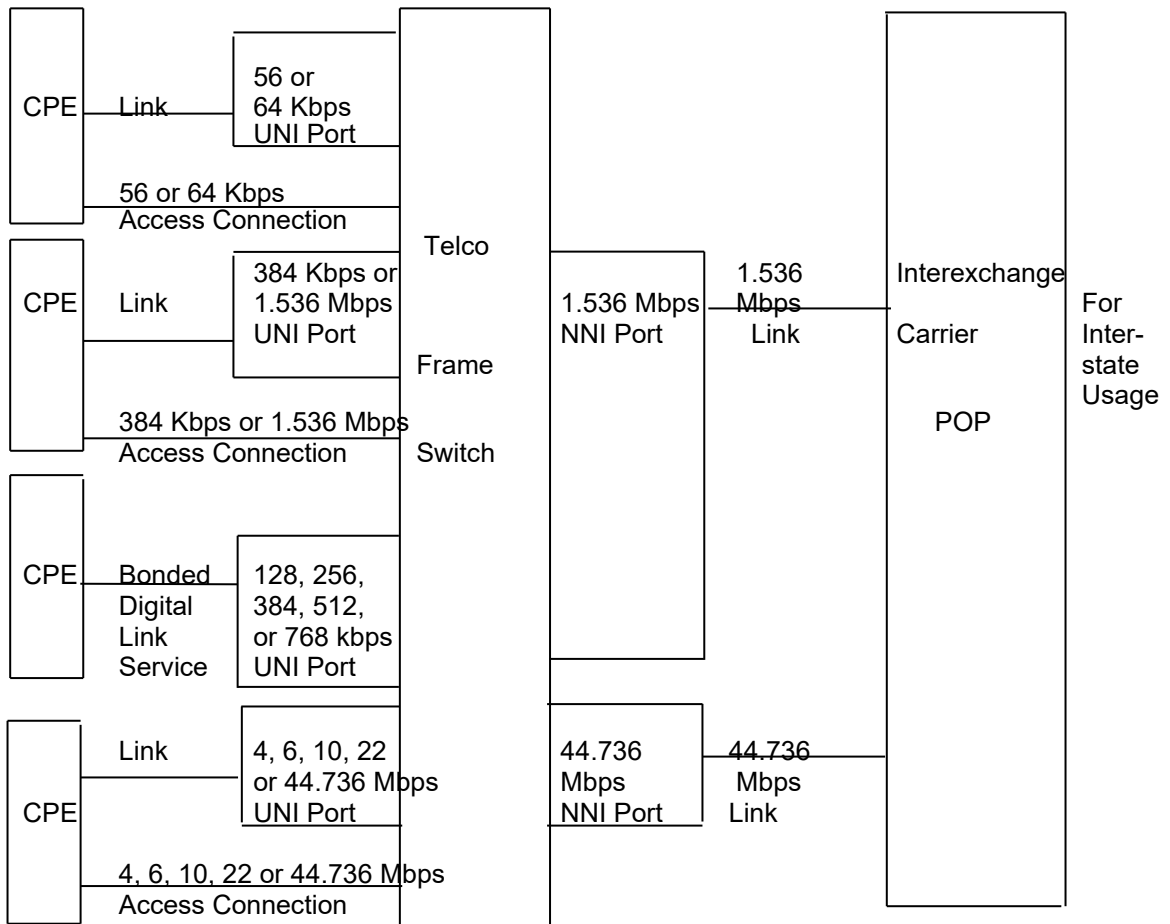 CPE
Link
56 or
64 Kbps
UNI Port
56 or 64 Kbps
Access Connection
CPE
Link
384 Kbps or
1.536 Mbps
UNI Port
384 Kbps or 1.536 Mbps
Access Connection
CPE
Bonded
Digital
Link
Service
128, 256,
384, 512,
or 768 kbps
UNI Port
CPE
Link
4, 6, 10, 22
or 44.736 Mbps
UNI Port
4, 6, 10, 22 or 44.736 Mbps
Access Connection
Telco
Frame
Switch
1.536 Mbps
NNI Port
1.536
Mbps
Link
44.736
Mbps
NNI Port
44.736
Mbps
Link
Interexchange
Carrier
POP
For
Inter-
state
Usage